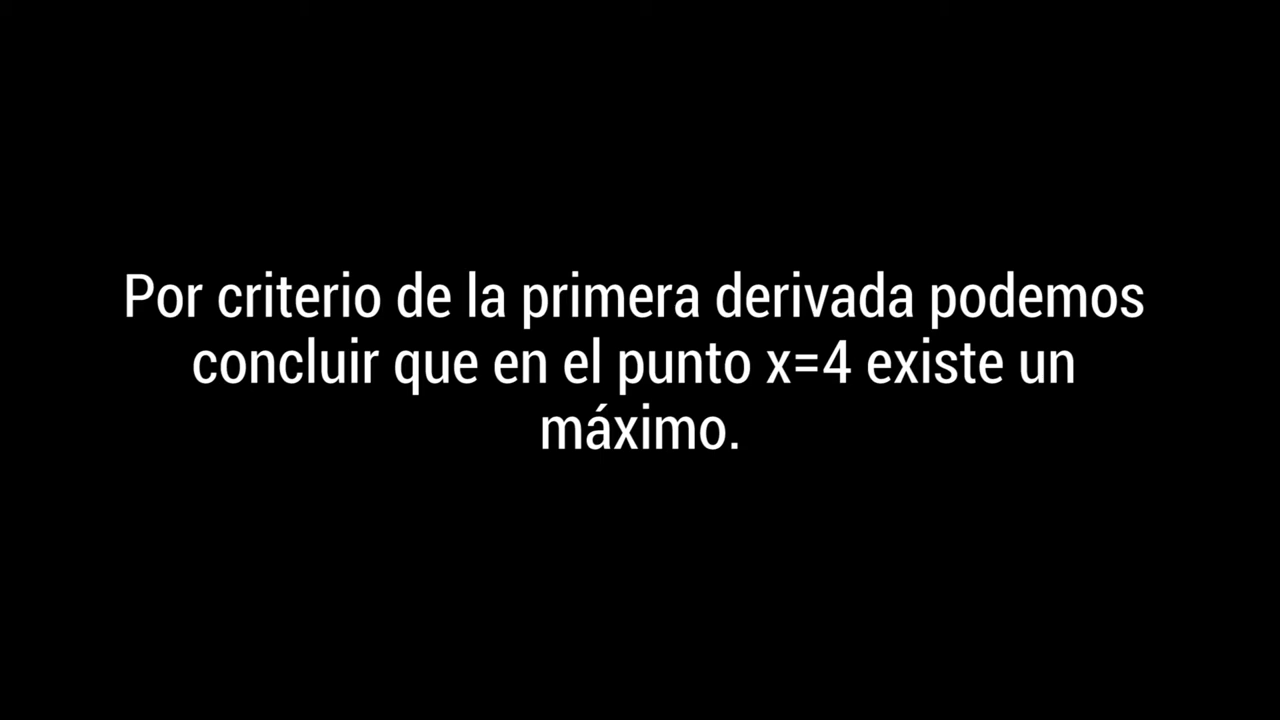 Por criterio de la primera derivada podemos
concluir que en el punto x=4 existe un
máximo.